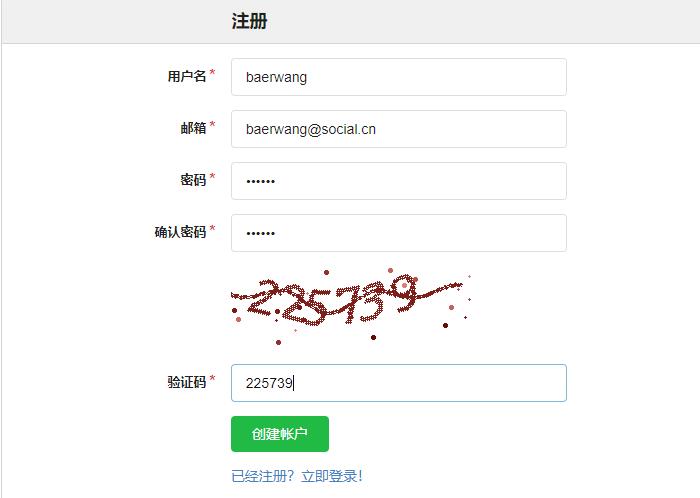 注册
用户名 *
baerwang
邮箱 *
baerwang@social.cn
密码 *
••••••
确认密码 *
••••••
225739
验证码 *
225739
创建帐户
已经注册？立即登录！